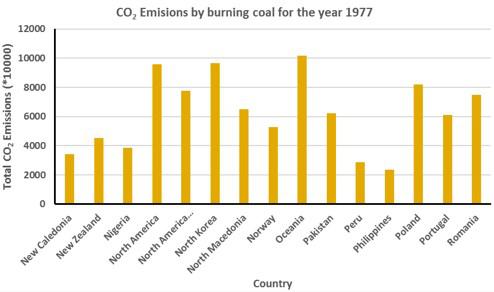 CO₂ Emisions by burning coal for the year 1977
Total CO₂ Emissions (*10000)
12000
10000
8000
6000
4000
2000
0
New Caledonia
New Zealand
Nigeria
North America
North America...
North Korea
North Macedonia
Norway
Oceania
Pakistan
Peru
Philippines
Poland
Portugal
Romania
Country